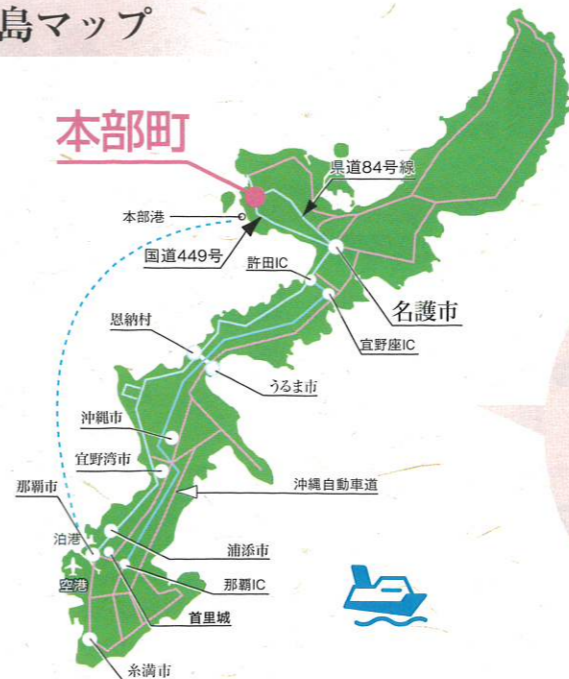 島マップ
本部町
県道84号線
本部港
国道449号
許田IC
名護市
恩納村
宜野座IC
うるま市
沖縄市
宜野湾市
沖縄自動車道
那覇市
泊港
浦添市
空港
那覇IC
首里城
糸満市